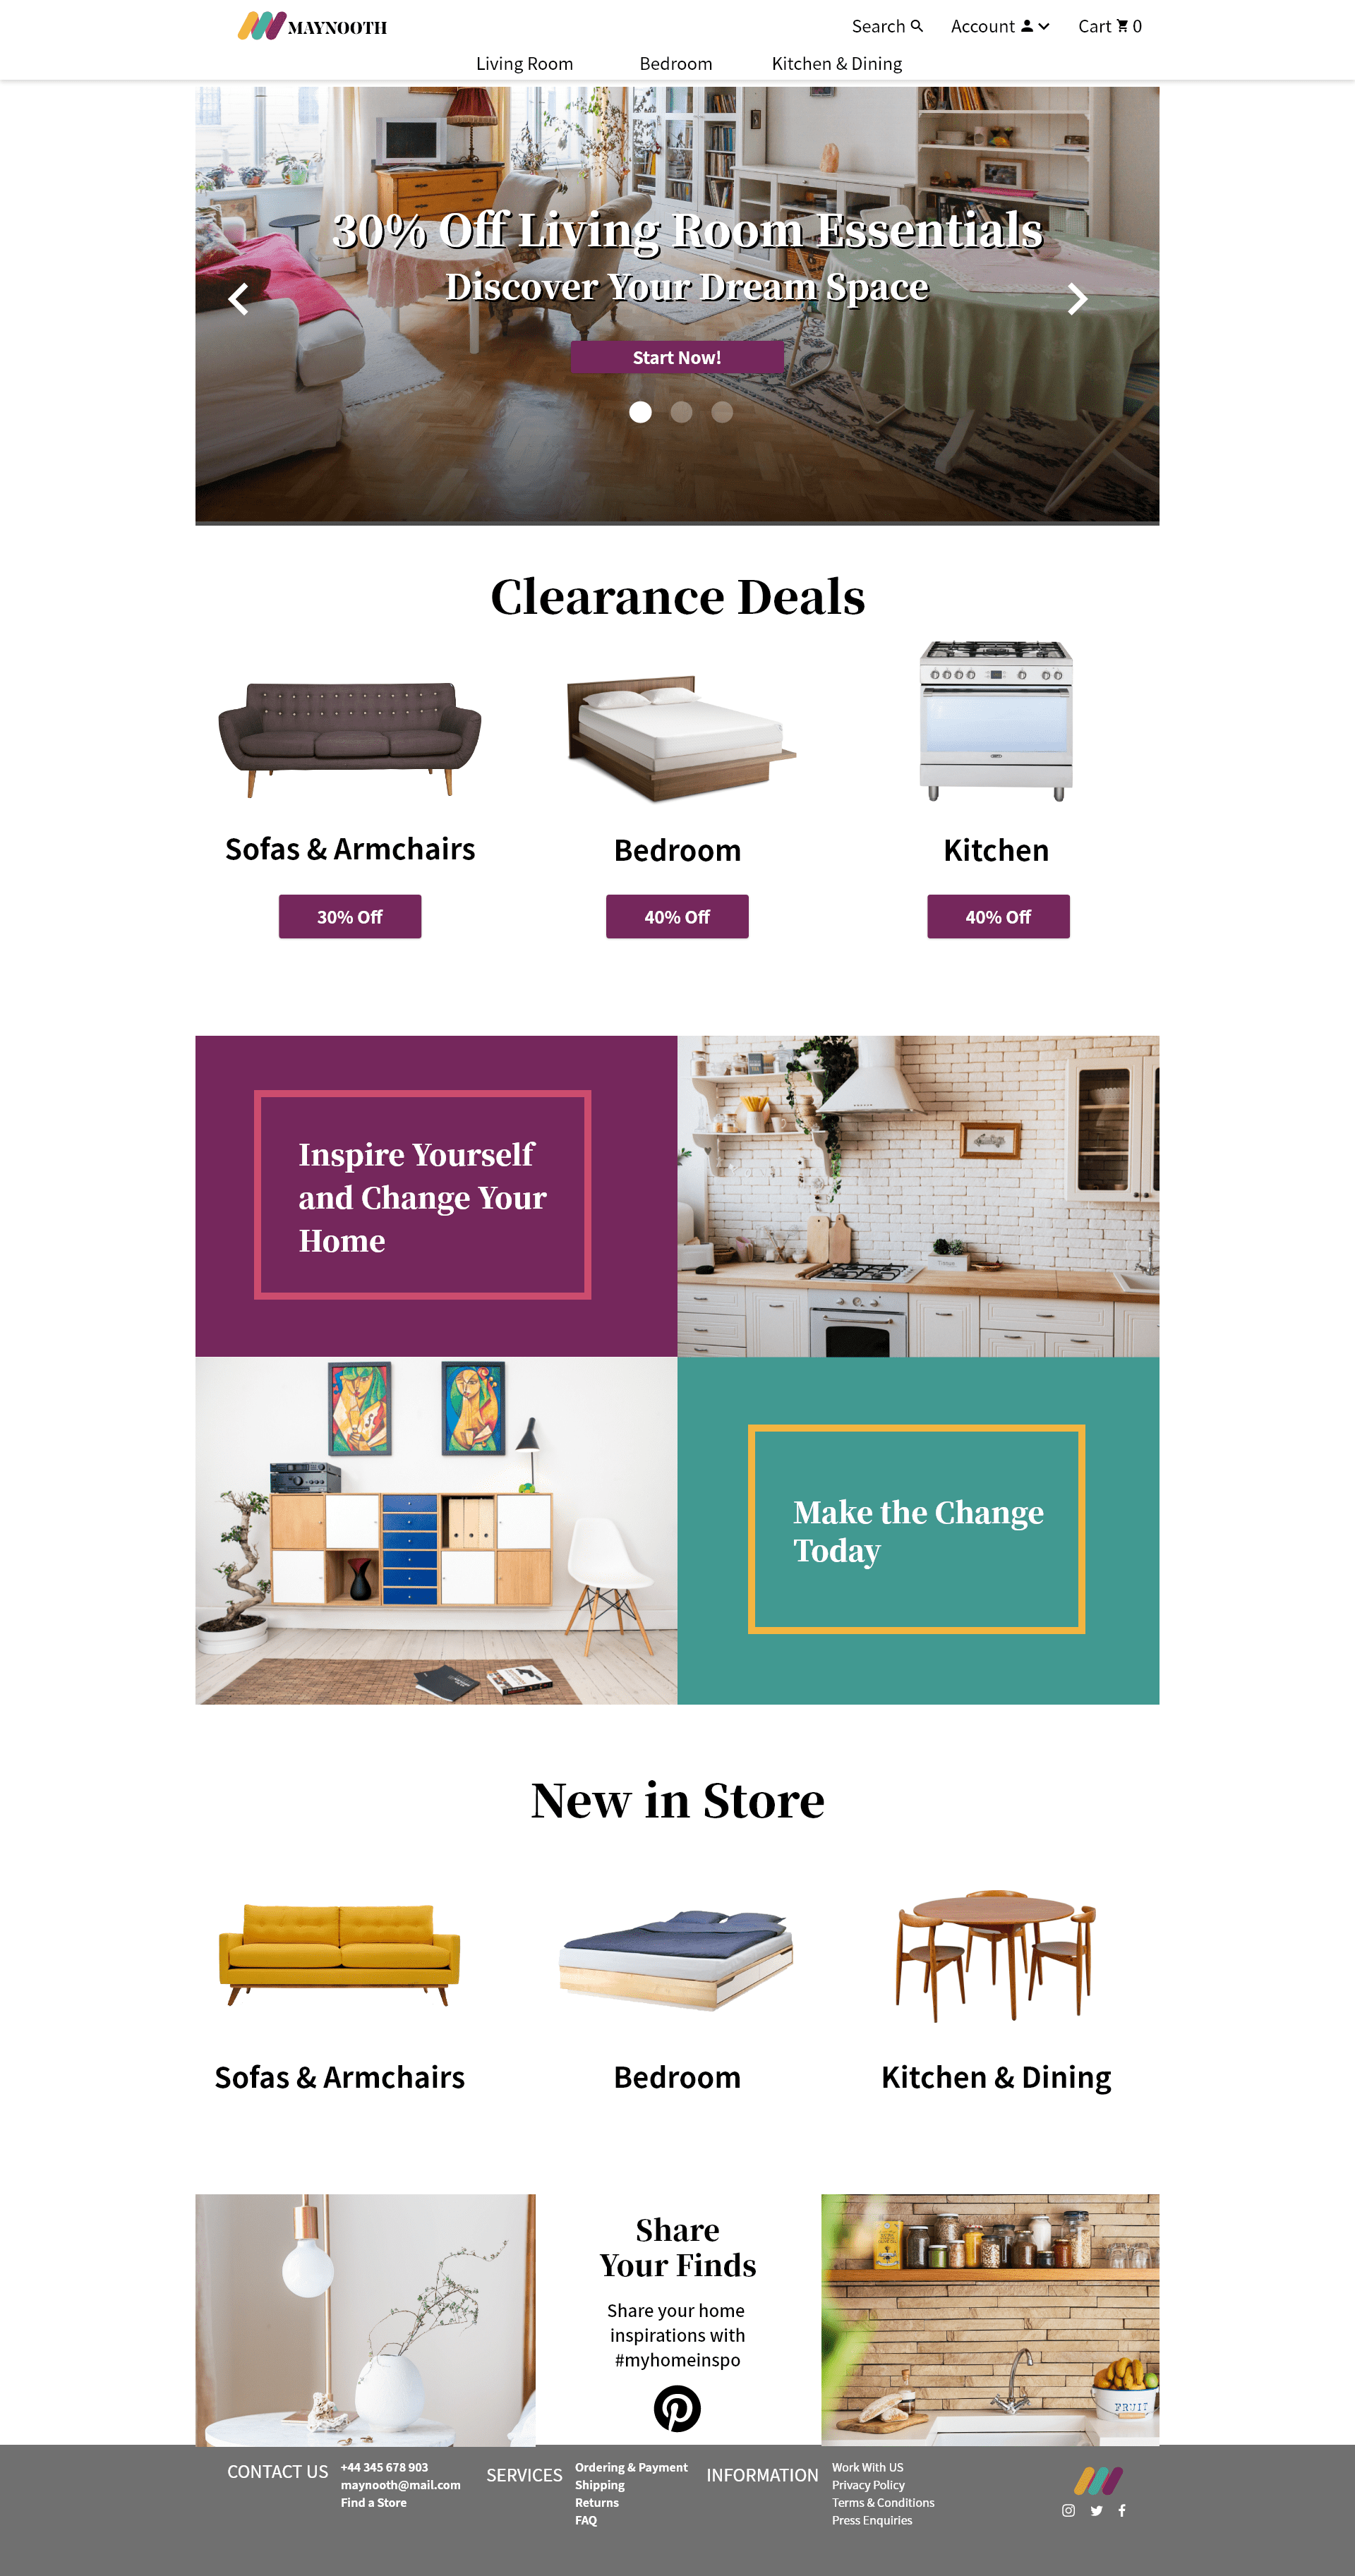 MAYNOOTH
Search
Account
Cart 0
Living Room
Bedroom
Kitchen & Dining
30% Off Living Room Essentials
Discover Your Dream Space
Start Now!
Clearance Deals
Sofas & Armchairs
Bedroom
Kitchen
30% Off
40% Off
40% Off
Inspire Yourself
and Change Your
Home
Make the Change
Today
New in Store
Sofas & Armchairs
Bedroom
Kitchen & Dining
Share
Your Finds
Share your home
inspirations with
#myhomeinspo
FRUIT
CONTACT US
+44 345 678 903
maynooth@mail.com
Find a Store
SERVICES
Ordering & Payment
Shipping
Returns
FAQ
INFORMATION
Work With US
Privacy Policy
Terms & Conditions
Press Enquiries